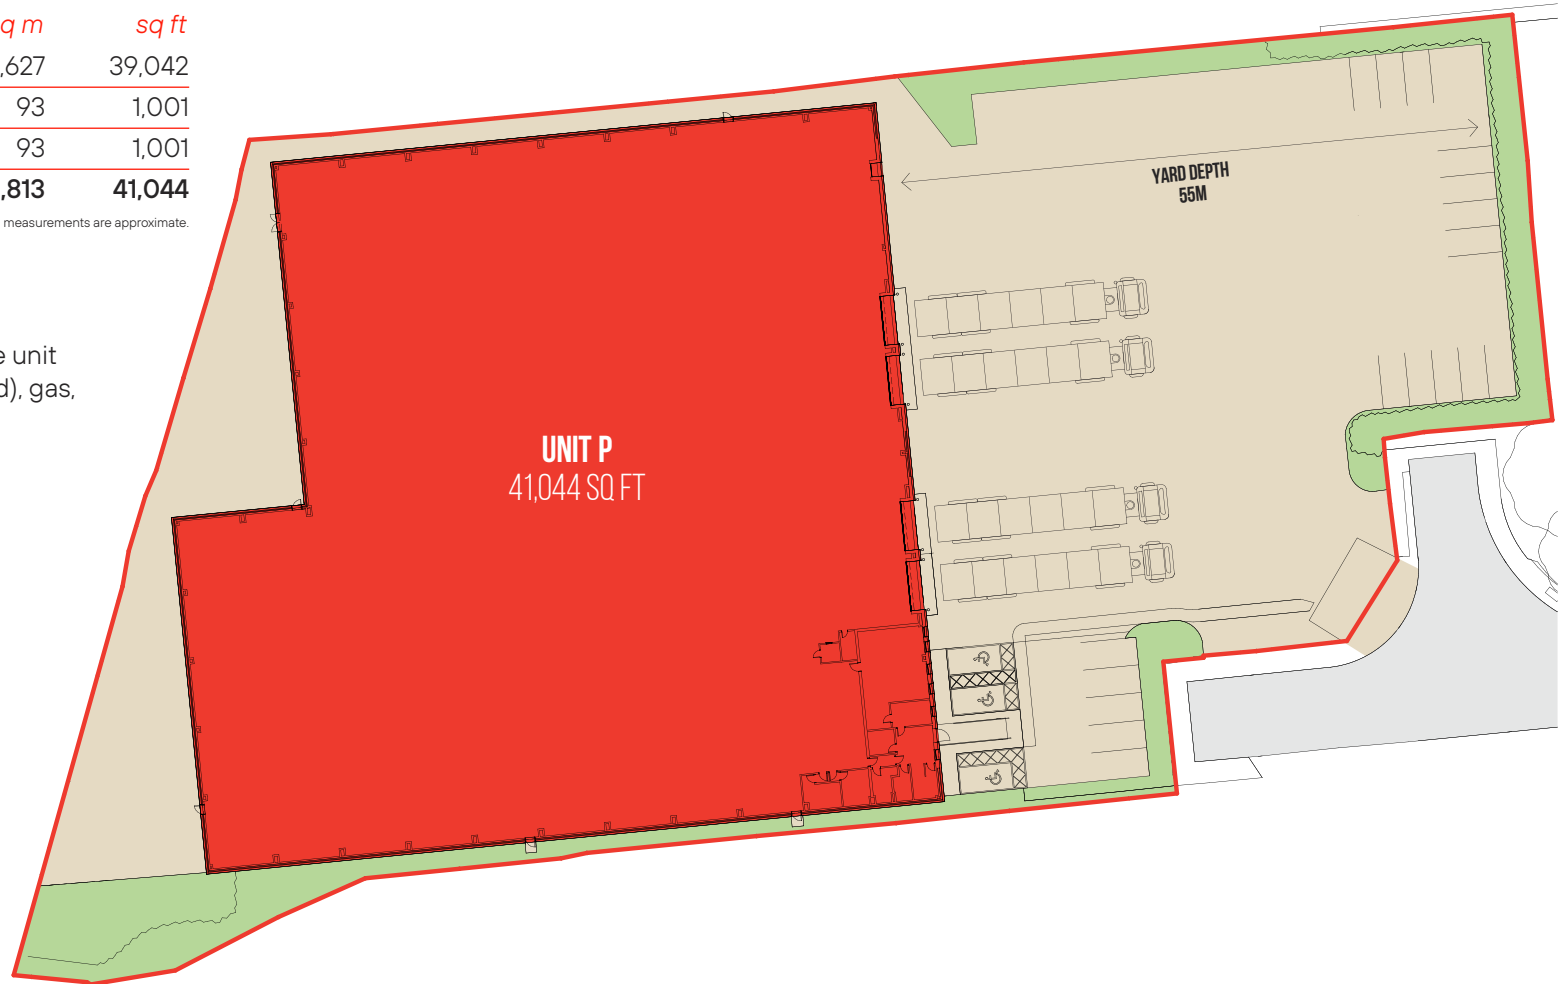 q m sq ft
,627 39,042
93 1,001
93 1,001
,813 41,044
measurements are approximate.
e unit
d), gas,
YARD DEPTH
55M
UNIT P
41,044 SQ FT